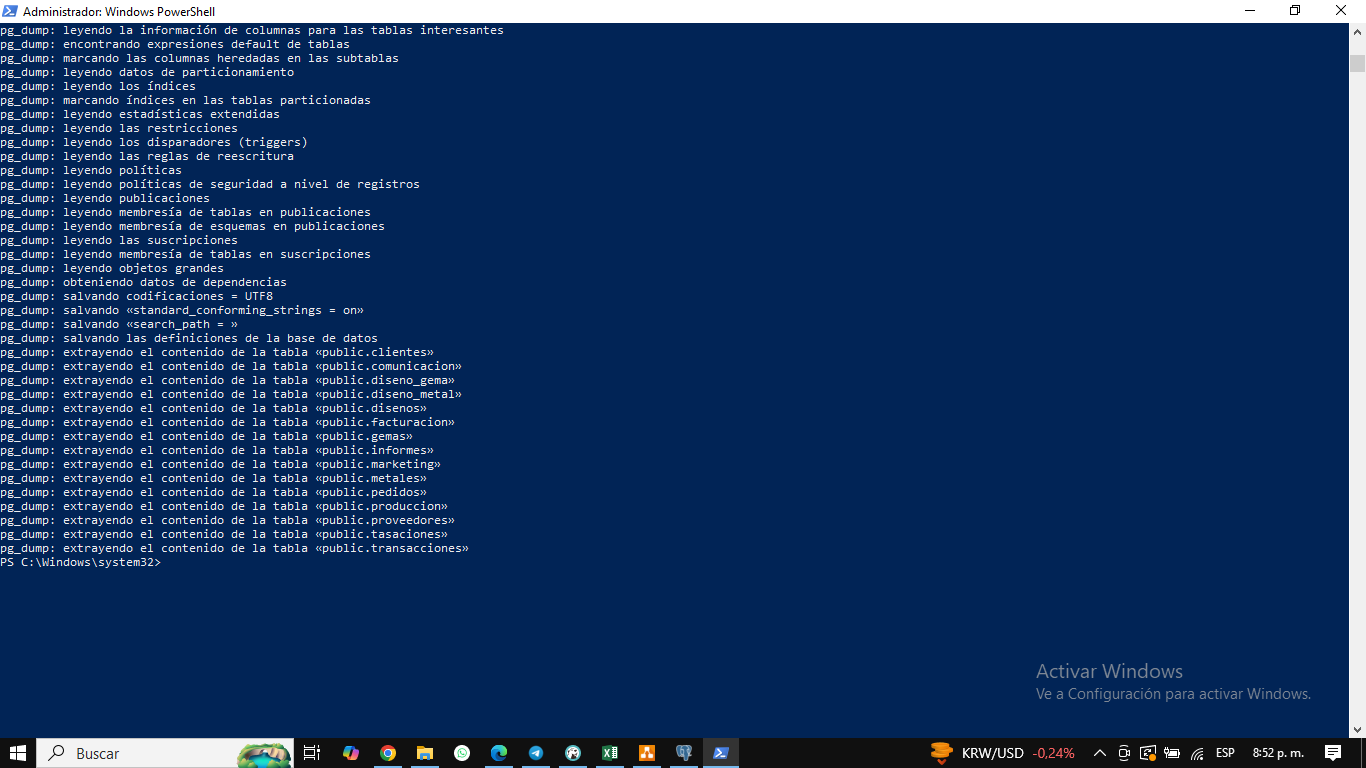 Administrador: Windows PowerShell
pg_dump: leyendo la información de columnas para las tablas interesantes
pg_dump: encontrando expresiones default de tablas
pg_dump: marcando las columnas heredadas en las subtablas
pg_dump: leyendo datos de particionamiento
pg_dump: leyendo los índices
pg_dump: marcando índices en las tablas particionadas
pg_dump: leyendo estadísticas extendidas
pg_dump: leyendo las restricciones
pg_dump: leyendo los disparadores (triggers)
pg_dump: leyendo las reglas de reescritura
pg_dump: leyendo políticas
pg_dump: leyendo políticas de seguridad a nivel de registros
pg_dump: leyendo publicaciones
pg_dump: leyendo membresía de tablas en publicaciones
pg_dump: leyendo membresía de esquemas en publicaciones
pg_dump: leyendo las suscripciones
pg_dump: leyendo membresía de tablas en suscripciones
pg_dump: leyendo objetos grandes
pg_dump: obteniendo datos de dependencias
pg_dump: salvando codificaciones = UTF8
pg_dump: salvando «standard_conforming_strings = on»
pg_dump: salvando «search_path = »
pg_dump: salvando las definiciones de la base de datos
pg_dump: extrayendo el contenido de la tabla «public.clientes»
pg_dump: extrayendo el contenido de la tabla «public.comunicacion»
pg_dump: extrayendo el contenido de la tabla «public.diseno_gema»
pg_dump: extrayendo el contenido de la tabla «public.diseno_metal»
pg_dump: extrayendo el contenido de la tabla «public.disenos»
pg_dump: extrayendo el contenido de la tabla «public.facturacion»
pg_dump: extrayendo el contenido de la tabla «public.gemas»
pg_dump: extrayendo el contenido de la tabla «public.informes»
pg_dump: extrayendo el contenido de la tabla «public.marketing»
pg_dump: extrayendo el contenido de la tabla «public.metales»
pg_dump: extrayendo el contenido de la tabla «public.pedidos»
pg_dump: extrayendo el contenido de la tabla «public.produccion»
pg_dump: extrayendo el contenido de la tabla «public.proveedores»
pg_dump: extrayendo el contenido de la tabla «public.tasaciones»
pg_dump: extrayendo el contenido de la tabla «public.transacciones»
PS C:\Windows\system32>
Activar Windows
Ve a Configuración para activar Windows.
Buscar
KRW/USD -0,24%
ESP
8:52 p. m.